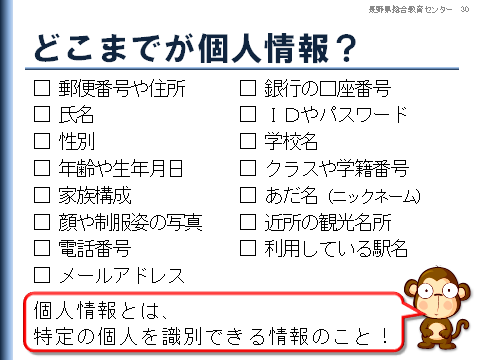 長野県総合教育センター 30
どこまでが個人情報？
□ 郵便番号や住所
□ 氏名
□ 性別
□ 年齢や生年月日
□ 家族構成
□ 顔や制服姿の写真
□ 電話番号
□ メールアドレス
□ 銀行の口座番号
□ ＩＤやパスワード
□ 学校名
□ クラスや学籍番号
□ あだ名（ニックネーム）
□ 近所の観光名所
□ 利用している駅名
個人情報とは、
特定の個人を識別できる情報のこと！